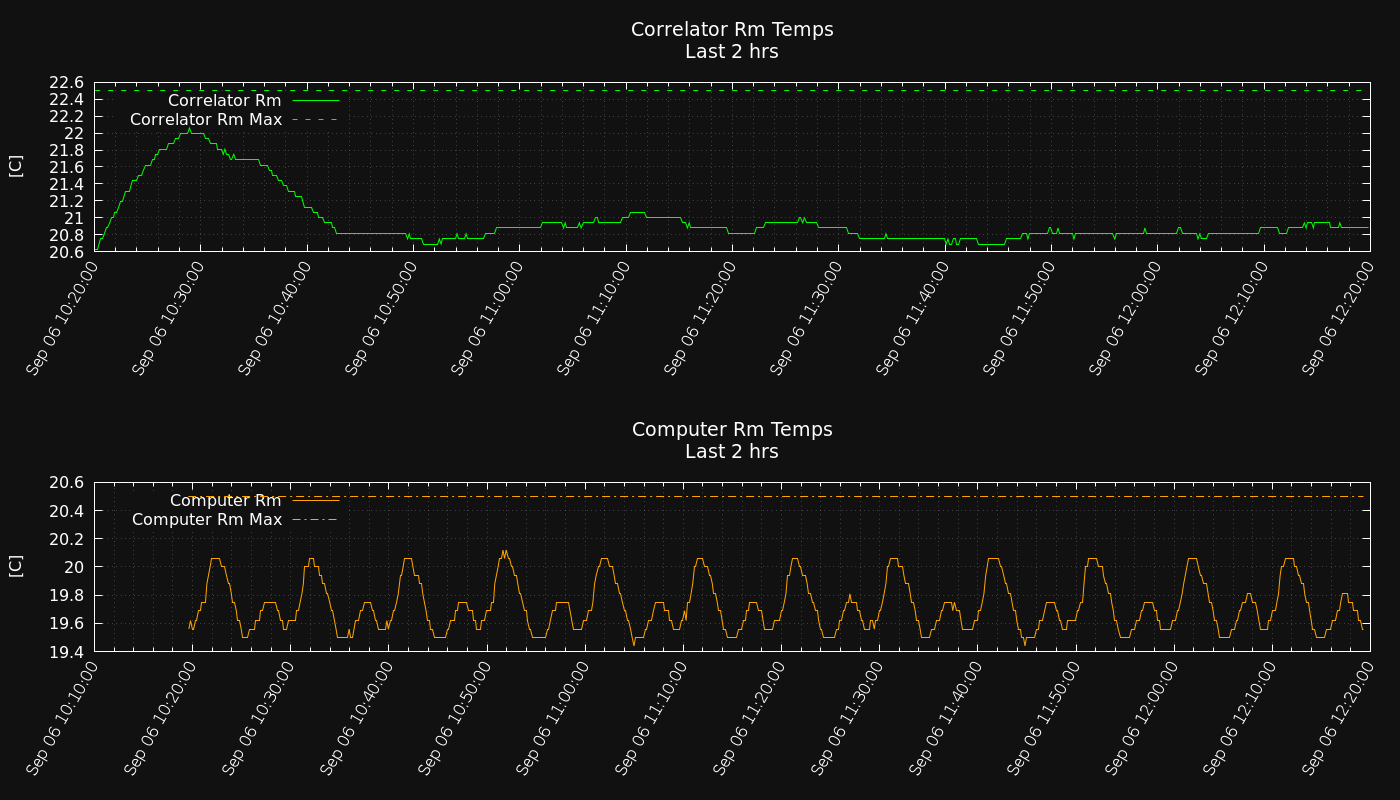 Correlator Rm Temps
Last 2 hrs
22.6
22.4
22.2
22
21.8
21.6
21.4
21.2
21
20.8
20.6
[C]
Correlator Rm
Correlator Rm Max
Sep 06 10:20:00
Sep 06 10:30:00
Sep 06 10:40:00
Sep 06 10:50:00
Sep 06 11:00:00
Sep 06 11:10:00
Sep 06 11:20:00
Sep 06 11:30:00
Sep 06 11:40:00
Sep 06 11:50:00
Sep 06 12:00:00
Sep 06 12:10:00
Sep 06 12:20:00
Computer Rm Temps
Last 2 hrs
20.6
20.4
20.2
20
19.8
19.6
19.4
[C]
Computer Rm
Computer Rm Max
Sep 06 10:10:00
Sep 06 10:20:00
Sep 06 10:30:00
Sep 06 10:40:00
Sep 06 10:50:00
Sep 06 11:00:00
Sep 06 11:10:00
Sep 06 11:20:00
Sep 06 11:30:00
Sep 06 11:40:00
Sep 06 11:50:00
Sep 06 12:00:00
Sep 06 12:10:00
Sep 06 12:20:00